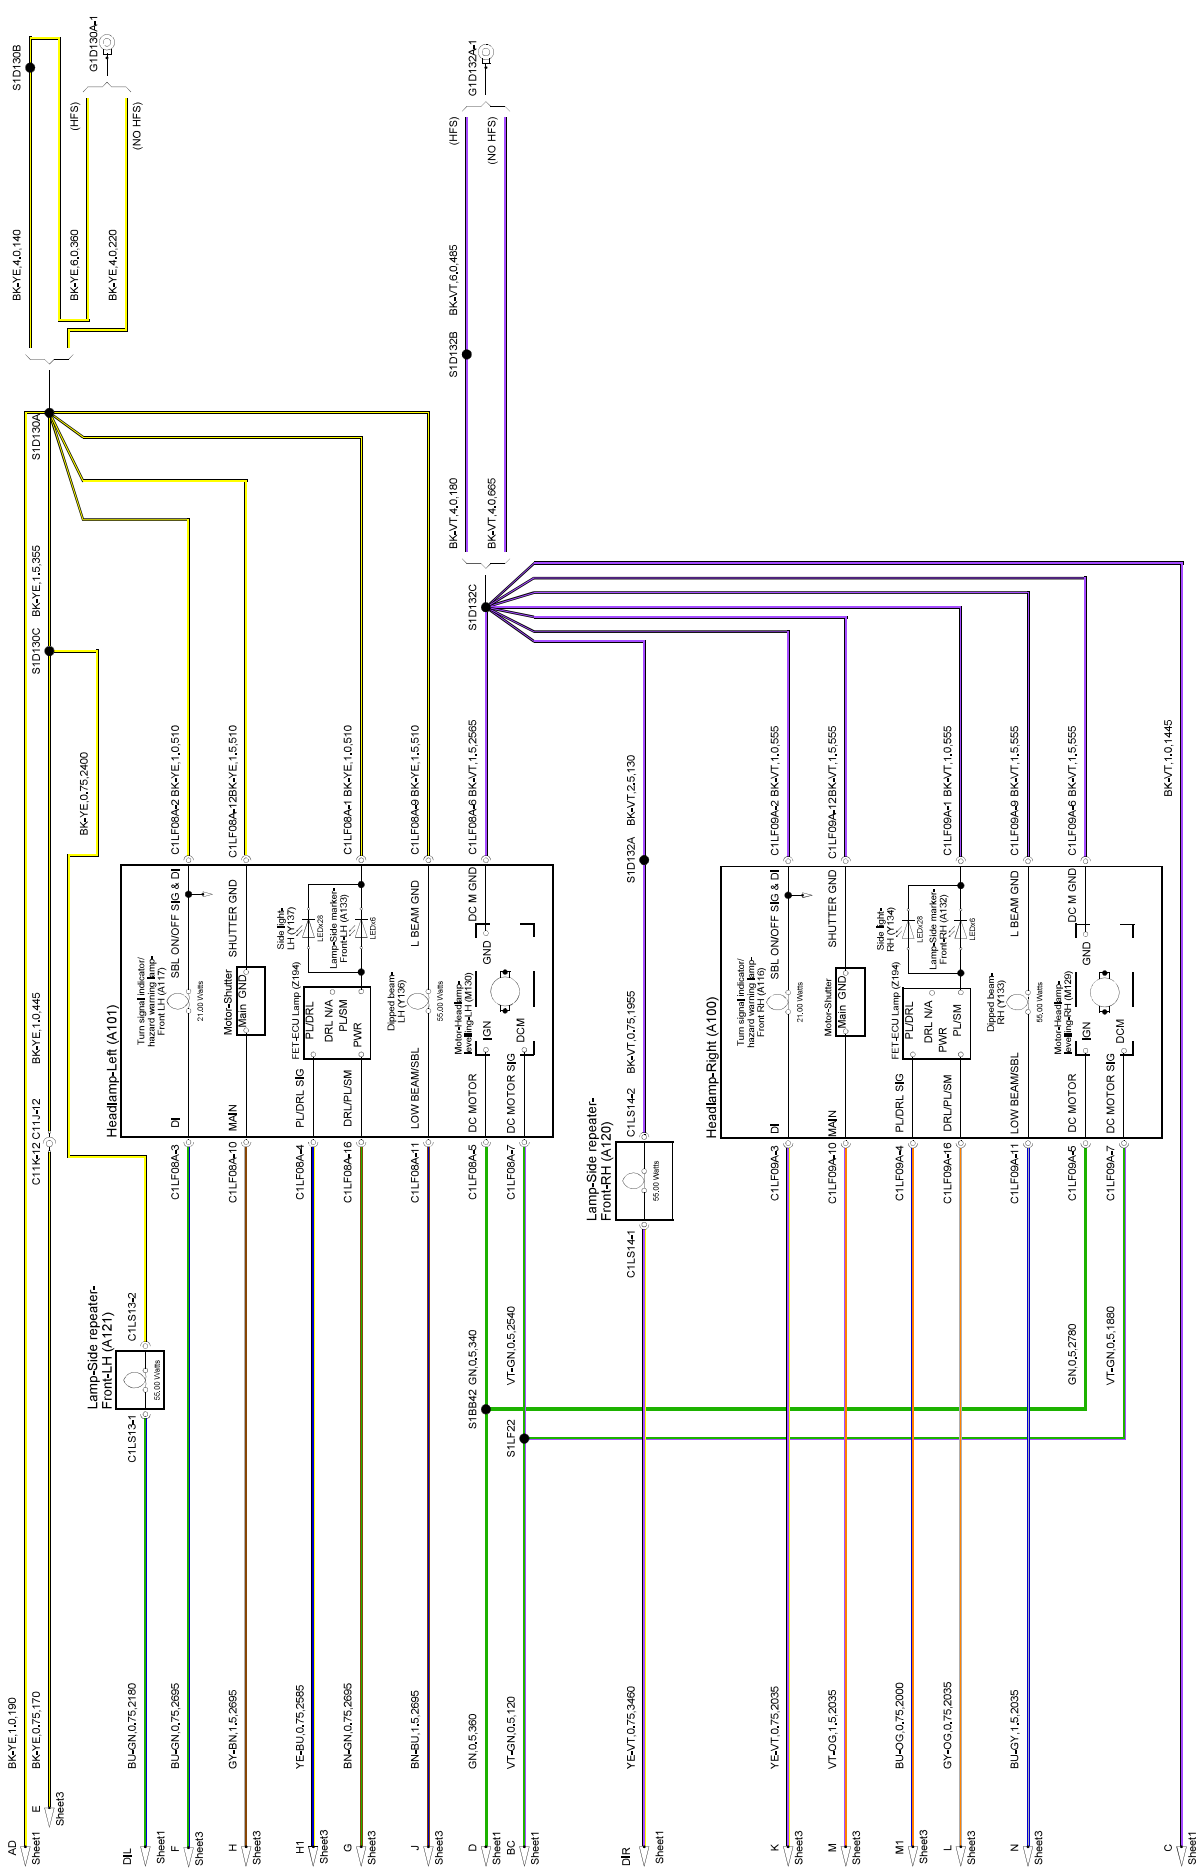 S1D130B
G1D130A-1
(HFS)
(NO HFS)
BK-YE,4.0,140
BK-YE,6.0,360
BK-YE,4.0,220
G1D132A-1
(HFS)
(NO HFS)
BK-VT,6.0,485
S1D132B
BK-VT,4.0,180
BK-VT,4.0,665
S1D130A
BK-YE,1.5,355
S1D130C
BK-YE,0.75,2400
S1D132C
C1LF08A-2 BK-YE,1.0,510
C1LF08A-12BK-YE,1.5,510
C1LF08A-1 BK-YE,1.0,510
C1LF08A-9 BK-YE,1.5,510
C1LF08A-6 BK-VT,1.5,2565
S1D132A
BK-VT,2.5,130
C1LF09A-2 BK-VT,1.0,555
C1LF09A-12BK-VT,1.5,555
C1LF09A-1 BK-VT,1.0,555
C1LF09A-9 BK-VT,1.5,555
C1LF09A-6 BK-VT,1.5,555
BK-VT,1.0,1445
BK-YE,1.0,445
C11K-12 C11J-12
Headlamp-Left (A101)
Turn signal indicator/
hazard warning lamp-
Front LH (A117)
SBL ON/OFF SIG & DI
21.00 Watts
DI
Motor-Shutter
SHUTTER GND
Main GND
MAIN
Side light-
LH (Y137)
LEDx28
Lamp-Side marker-
Front-LH (A133)
LEDx6
FET-ECU Lamp (Z194)
PL/DRL
DRL N/A
PL/SM
PWR
PL/DRL SIG
DRL/PL/SM
Dipped beam-
LH (Y136)
L BEAM GND
55.00 Watts
LOW BEAM/SBL
Motor-Headlamp-
levelling-LH (M130)
DC M GND
GND
IGN
DCM
DC MOTOR
DC MOTOR SIG
C1LF08A-3
C1LF08A-10
C1LF08A-4
C1LF08A-16
C1LF08A-11
C1LF08A-5
C1LF08A-7
Lamp-Side repeater-
Front-RH (A120)
C1LS14-2
BK-VT,0.75,1955
55.00 Watts
C1LS14-1
Headlamp-Right (A100)
Turn signal indicator/
hazard warning lamp-
Front RH (A116)
SBL ON/OFF SIG & DI
21.00 Watts
DI
Motor-Shutter
SHUTTER GND
Main GND
MAIN
Side light-
RH (Y134)
LEDx28
Lamp-Side marker-
Front-RH (A132)
LEDx6
FET-ECU Lamp (Z194)
PL/DRL
DRL N/A
PWR
PL/SM
PL/DRL SIG
DRL/PL/SM
Dipped beam-
RH (Y133)
L BEAM GND
55.00 Watts
LOW BEAM/SBL
Motor-Headlamp-
levelling-RH (M129)
DC M GND
GND
IGN
DCM
DC MOTOR
DC MOTOR SIG
C1LF09A-3
C1LF09A-10
C1LF09A-4
C1LF09A-16
C1LF09A-11
C1LF09A-5
C1LF09A-7
Lamp-Side repeater-
Front-LH (A121)
C1LS13-2
55.00 Watts
C1LS13-1
S1BB42
GN,0.5,340
S1LF22
VT-GN,0.5,2540
GN,0.5,2780
VT-GN,0.5,1880
BK-YE,1.0,190
BK-YE,0.75,170
BU-GN,0.75,2180
BU-GN,0.75,2695
GY-BN,1.5,2695
YE-BU,0.75,2585
BN-GN,0.75,2695
BN-BU,1.5,2695
GN,0.5,360
VT-GN,0.5,120
YE-VT,0.75,3460
YE-VT,0.75,2035
VT-OG,1.5,2035
BU-OG,0.75,2000
GY-OG,0.75,2035
BU-GY,1.5,2035
AD
Sheet1
E
Sheet3
DIL
Sheet1
F
Sheet3
H
Sheet3
H1
Sheet3
G
Sheet3
J
Sheet3
D
Sheet1
BC
Sheet1
DIR
Sheet1
K
Sheet3
M
Sheet3
M1
Sheet3
L
Sheet3
N
Sheet3
C
Sheet1